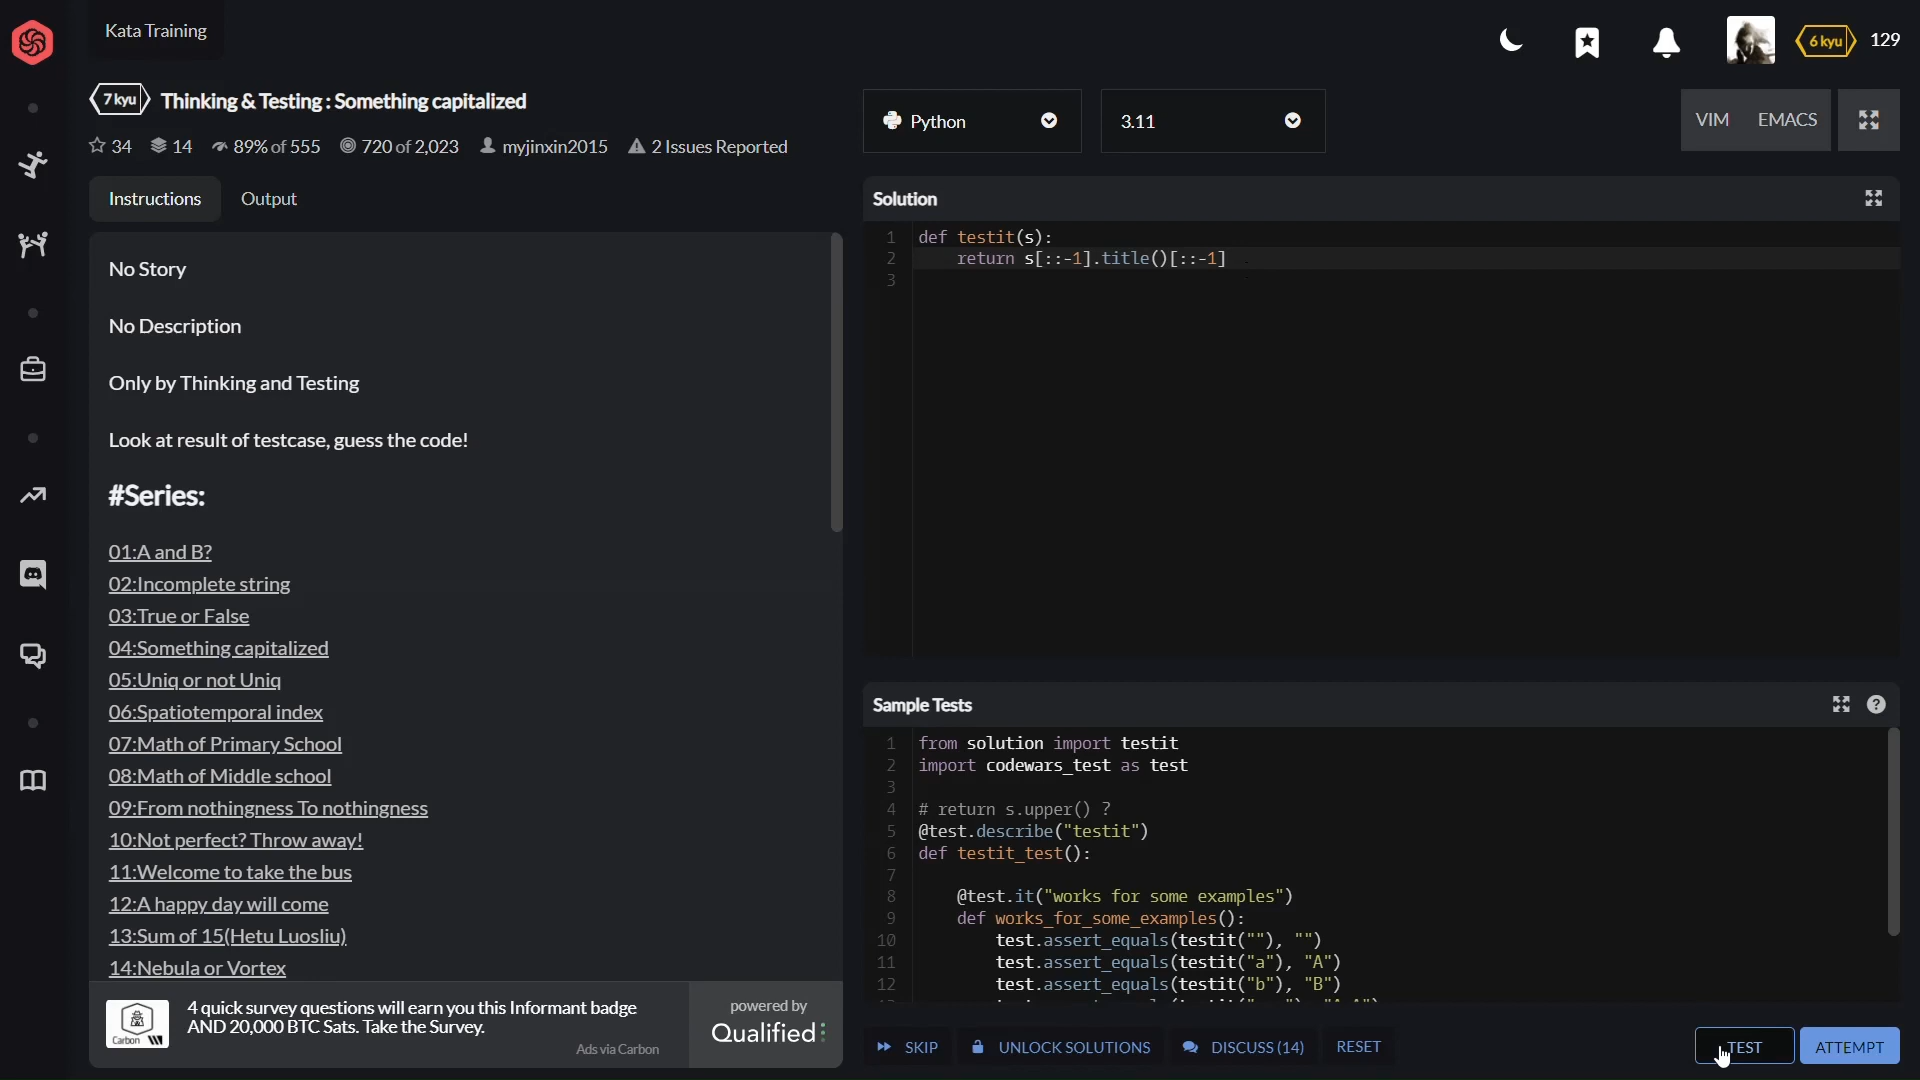 Kata Training
6 kyu 129
7 kyu Thinking & Testing : Something capitalized
34 14 89% of 555 720 of 2,023 myjinxin2015 2 Issues Reported
Python
3.11
VIM EMACS
Instructions Output
No Story
No Description
Only by Thinking and Testing
Look at result of testcase, guess the code!
#Series:
01:A and B?
02:Incomplete string
03:True or False
04:Something capitalized
05:Uniq or not Uniq
06:Spatiotemporal index
07:Math of Primary School
08:Math of Middle school
09:From nothingness To nothingness
10:Not perfect? Throw away!
11:Welcome to take the bus
12:A happy day will come
13:Sum of 15(Hetu Luosliu)
14:Nebula or Vortex
Carbon
4 quick survey questions will earn you this Informant badge
AND 20,000 BTC Sats. Take the Survey.
Ads via Carbon
powered by
Qualified
Solution
1 def testit(s):
2 return s[::-1].title()[::-1]
3
Sample Tests
1 from solution import testit
2 import codewars_test as test
3
4 # return s.upper() ?
5 @test.describe("testit")
6 def testit_test():
7
8 @test.it("works for some examples")
9 def works_for_some_examples():
10 test.assert_equals(testit(""), "")
11 test.assert_equals(testit("a"), "A")
12 test.assert_equals(testit("b"), "B")
SKIP UNLOCK SOLUTIONS DISCUSS (14) RESET
TEST ATTEMPT